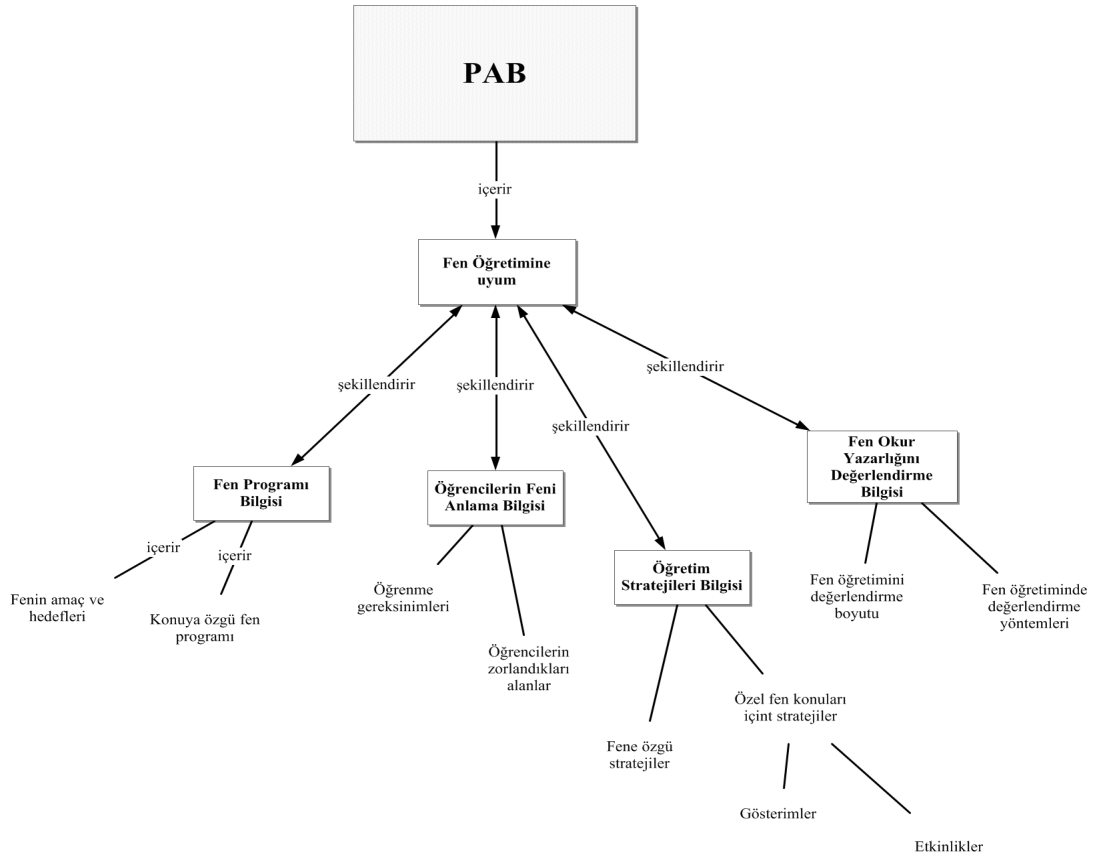 PAB
içerir
Fen Öğretimine
uyum
şekillendirir
şekillendirir
şekillendirir
şekillendirir
Fen Programı
Bilgisi
Öğrencilerin Feni
Anlama Bilgisi
Öğretim
Stratejileri Bilgisi
Fen Okur
Yazarlığını
Değerlendirme
Bilgisi
içerir
içerir
Fenin amaç ve
hedefleri
Konuya özgü fen
programı
Öğrenme
gereksinimleri
Öğrencilerin
zorlandıkları
alanlar
Fene özgü
stratejiler
Özel fen konuları
içint stratejiler
Gösterimler
Etkinlikler
Fen öğretimini
değerlendirme
boyutu
Fen öğretiminde
değerlendirme
yöntemleri